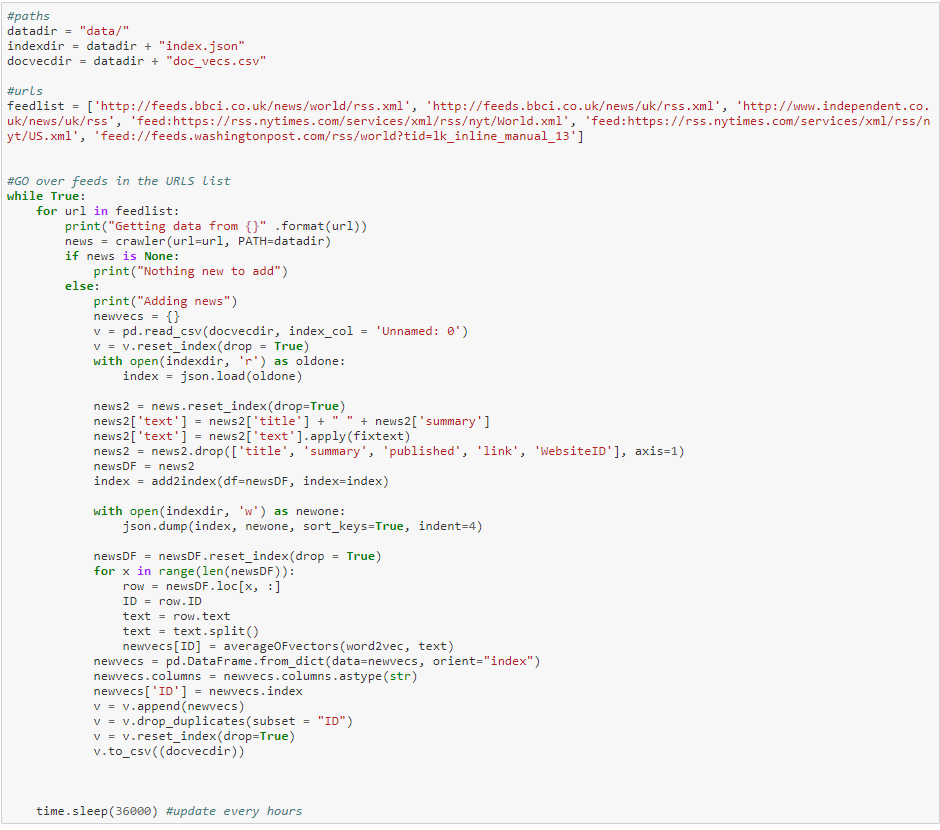 #paths
datadir = "data/"
indexdir = datadir + "index.json"
docvecdir = datadir + "doc_vecs.csv"

#urls
feedlist = ['http://feeds.bbci.co.uk/news/world/rss.xml', 'http://feeds.bbci.co.uk/news/uk/rss.xml', 'http://www.independent.co.
uk/news/uk/rss', 'feed:https://rss.nytimes.com/services/xml/rss/nyt/World.xml', 'feed:https://rss.nytimes.com/services/xml/rss/n
yt/US.xml', 'feed://feeds.washingtonpost.com/rss/world?tid=lk_inline_manual_13']


#GO over feeds in the URLS list
while True:
    for url in feedlist:
        print("Getting data from {}" .format(url))
        news = crawler(url=url, PATH=datadir)
        if news is None:
            print("Nothing new to add")
        else:
            print("Adding news")
            newvecs = {}
            v = pd.read_csv(docvecdir, index_col = 'Unnamed: 0')
            v = v.reset_index(drop = True)
            with open(indexdir, 'r') as oldone:
                index = json.load(oldone)

            news2 = news.reset_index(drop=True)
            news2['text'] = news2['title'] + " " + news2['summary']
            news2['text'] = news2['text'].apply(fixtext)
            news2 = news2.drop(['title', 'summary', 'published', 'link', 'WebsiteID'], axis=1)
            newsDF = news2
            index = add2index(df=newsDF, index=index)

            with open(indexdir, 'w') as newone:
                json.dump(index, newone, sort_keys=True, indent=4)

            newsDF = newsDF.reset_index(drop = True)
            for x in range(len(newsDF)):
                row = newsDF.loc[x, :]
                ID = row.ID
                text = row.text
                text = text.split()
                newvecs[ID] = averageOFvectors(word2vec, text)
            newvecs = pd.DataFrame.from_dict(data=newvecs, orient="index")
            newvecs.columns = newvecs.columns.astype(str)
            newvecs['ID'] = newvecs.index
            v = v.append(newvecs)
            v = v.drop_duplicates(subset = "ID")
            v = v.reset_index(drop=True)
            v.to_csv((docvecdir))



    time.sleep(36000) #update every hours